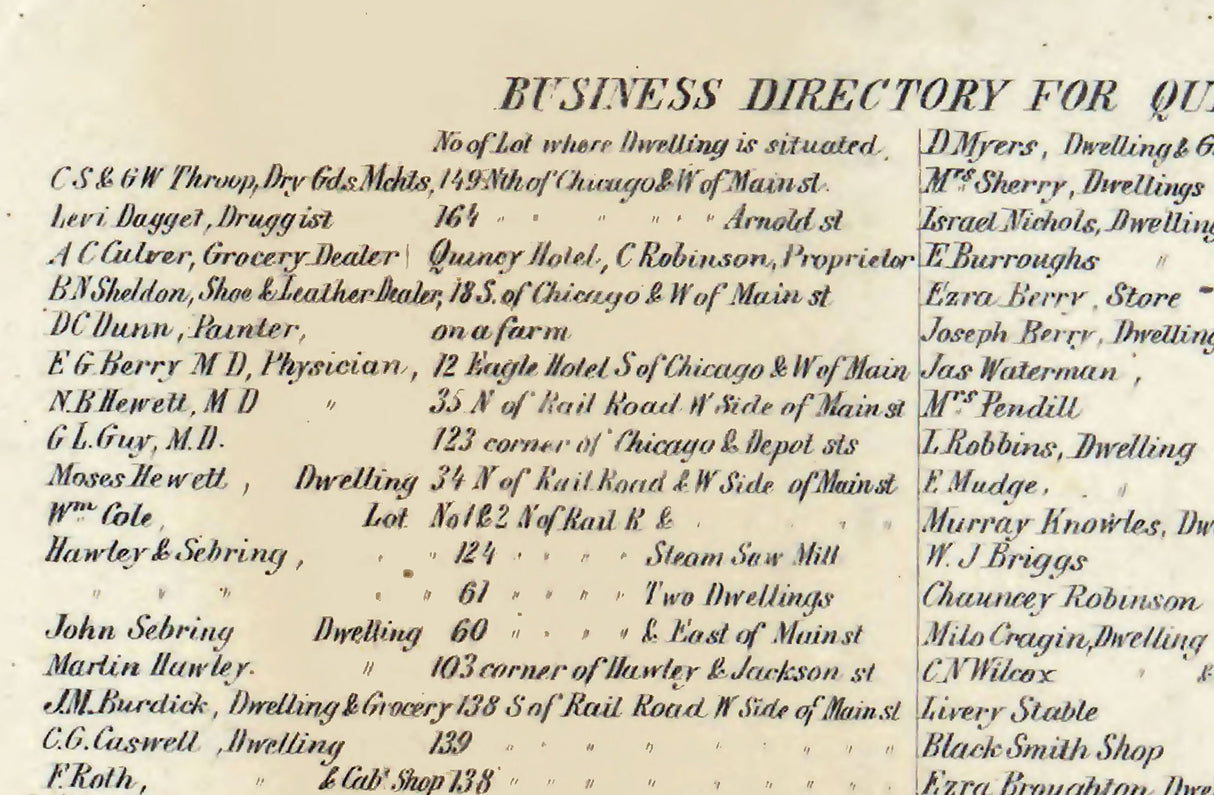 BUSINESS DIRECTORY FOR QU
No of Lot where Dwelling is situated.
C S & G W Throop, Dry Gds Mchts, 149 Nth of Chicago & W of Main st.
Levi Dagget, Druggist 164 " " " " " Arnold st
A C Culver, Grocery Dealer | Quincy Hotel, C Robinson, Proprietor
B N Sheldon, Shoe & Leather Dealer, 18 S. of Chicago & W of Main st
D C Dunn, Painter, on a farm
E G. Berry M D, Physician, 12 Eagle Hotel S of Chicago & W of Main
N. B Hewett, M D " 35 N of Rail Road W Side of Main st
G L. Guy, M.D. 123 corner of Chicago & Depot sts
Moses Hewett, Dwelling 34 N of Rail Road & W Side of Main st
Wm Cole, Lot No 1 & 2 N of Rail R & " " "
Hawley & Sebring, " " 124 " " " " Steam Saw Mill
" " " " " 61 " " " " Two Dwellings
John Sebring Dwelling 60 " " " " & East of Main st
Martin Hawley. " 103 corner of Hawley & Jackson st
J.M. Burdick, Dwelling & Grocery 138 S of Rail Road W Side of Main st
C.G. Caswell, Dwelling 139 " " " " " " " "
F. Roth, " & Cabt Shop 138 " " " " " " " "
D Myers, Dwelling & G
Mrs Sherry, Dwellings
Israel Nichols, Dwelling
E Burroughs "
Ezra Berry, Store
Joseph Berry, Dwelling
Jas Waterman,
Mrs Pendill
L Robbins, Dwelling
E Mudge, "
Murray Knowles, Dw
W. J Briggs
Chauncey Robinson
Milo Cragin, Dwelling
C N Wilcox " &
Livery Stable
Black Smith Shop
Ezra Broughton Dwe